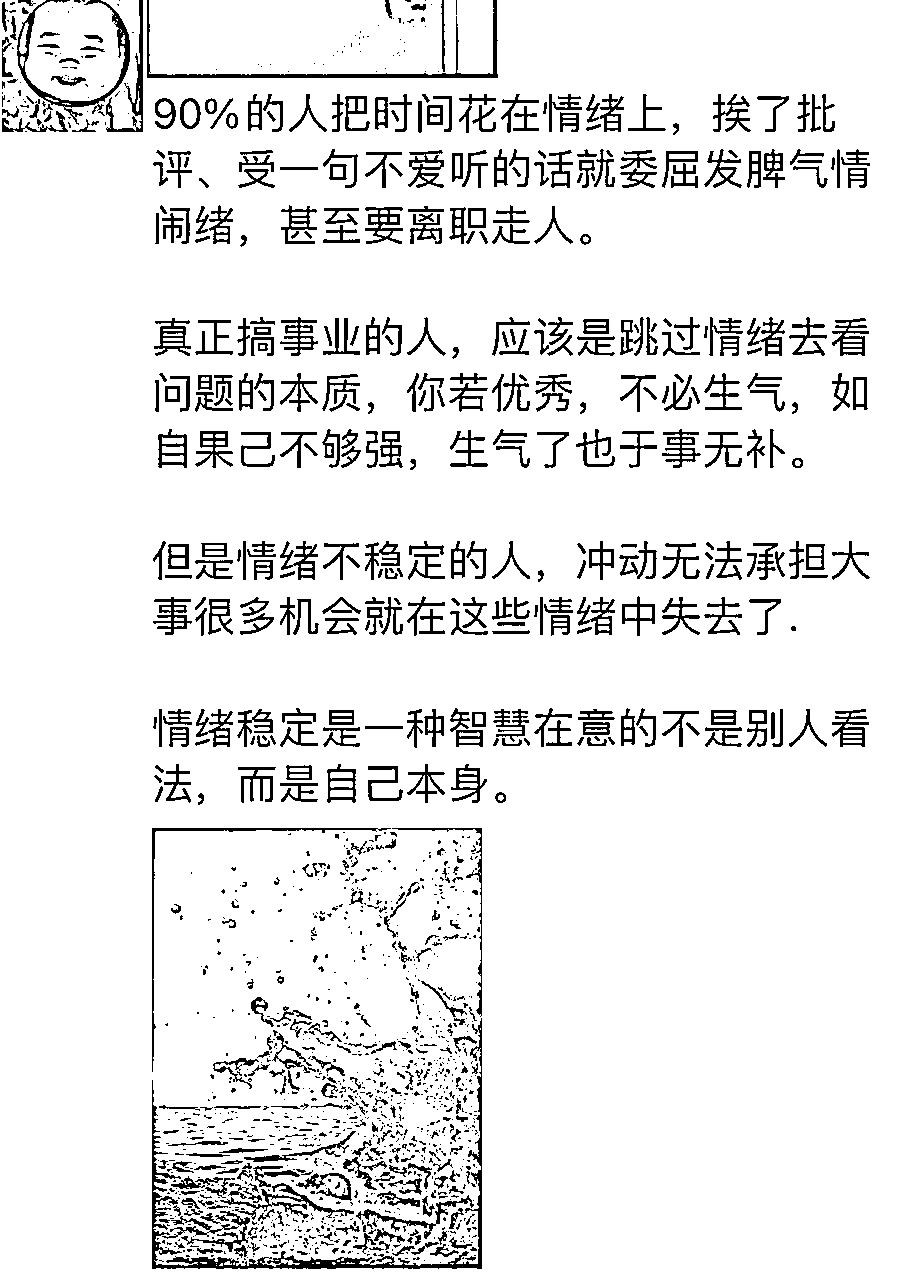 90%的人把时间花在情绪上，挨了批
评、受一句不爱听的话就委屈发脾气情
闹绪，甚至要离职走人。
真正搞事业的人，应该是跳过情绪去看
问题的本质，你若优秀，不必生气，如
自果己不够强，生气了也于事无补。
但是情绪不稳定的人，冲动无法承担大
事很多机会就在这些情绪中失去了.
情绪稳定是一种智慧在意的不是别人看
法，而是自己本身。